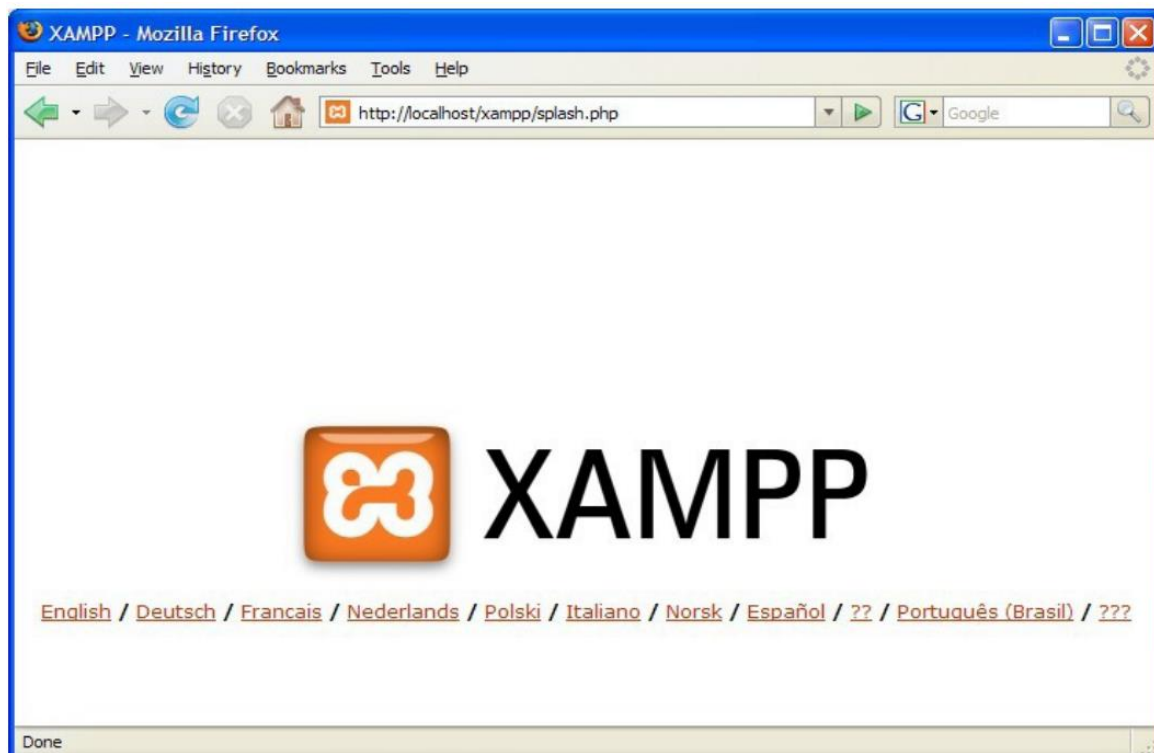 XAMPP - Mozilla Firefox
File Edit View History Bookmarks Tools Help
http://localhost/xampp/splash.php G Google
XAMPP
English / Deutsch / Francais / Nederlands / Polski / Italiano / Norsk / Español / ?? / Português (Brasil) / ???
Done